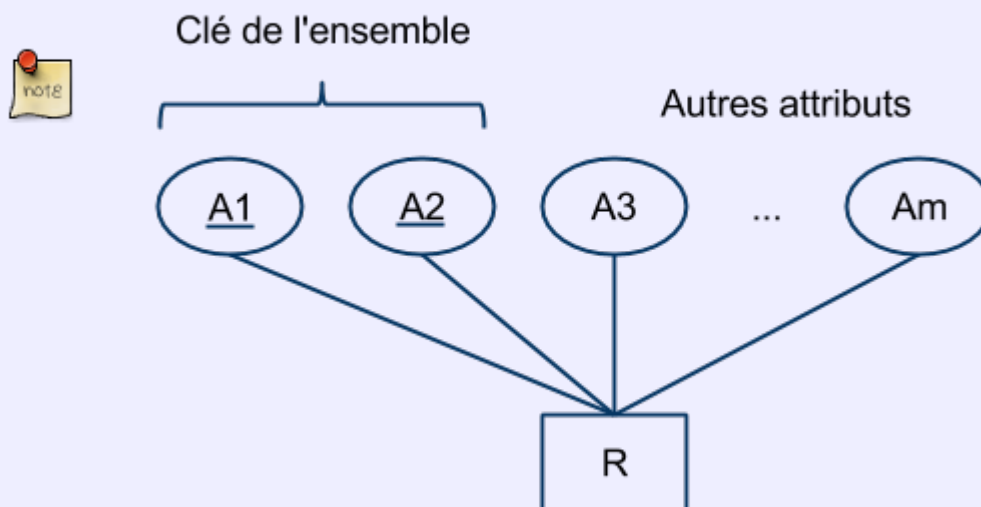 Clé de l'ensemble
note
Autres attributs
A1 A2 A3 ... Am
R